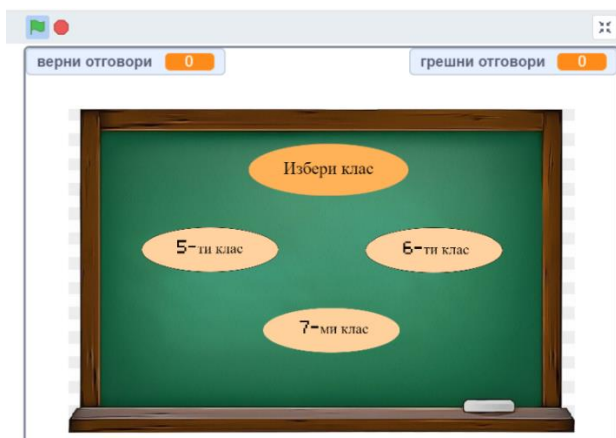 верни отговори 0
грешни отговори 0
Избери клас
5-ти клас
6-ти клас
7-ми клас